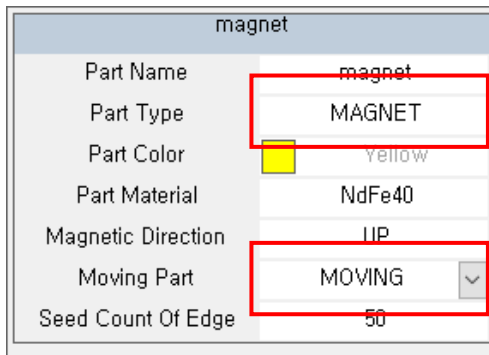 magnet
Part Name magnet
Part Type MAGNET
Part Color Yellow
Part Material NdFe40
Magnetic Direction UP
Moving Part MOVING
Seed Count Of Edge 50